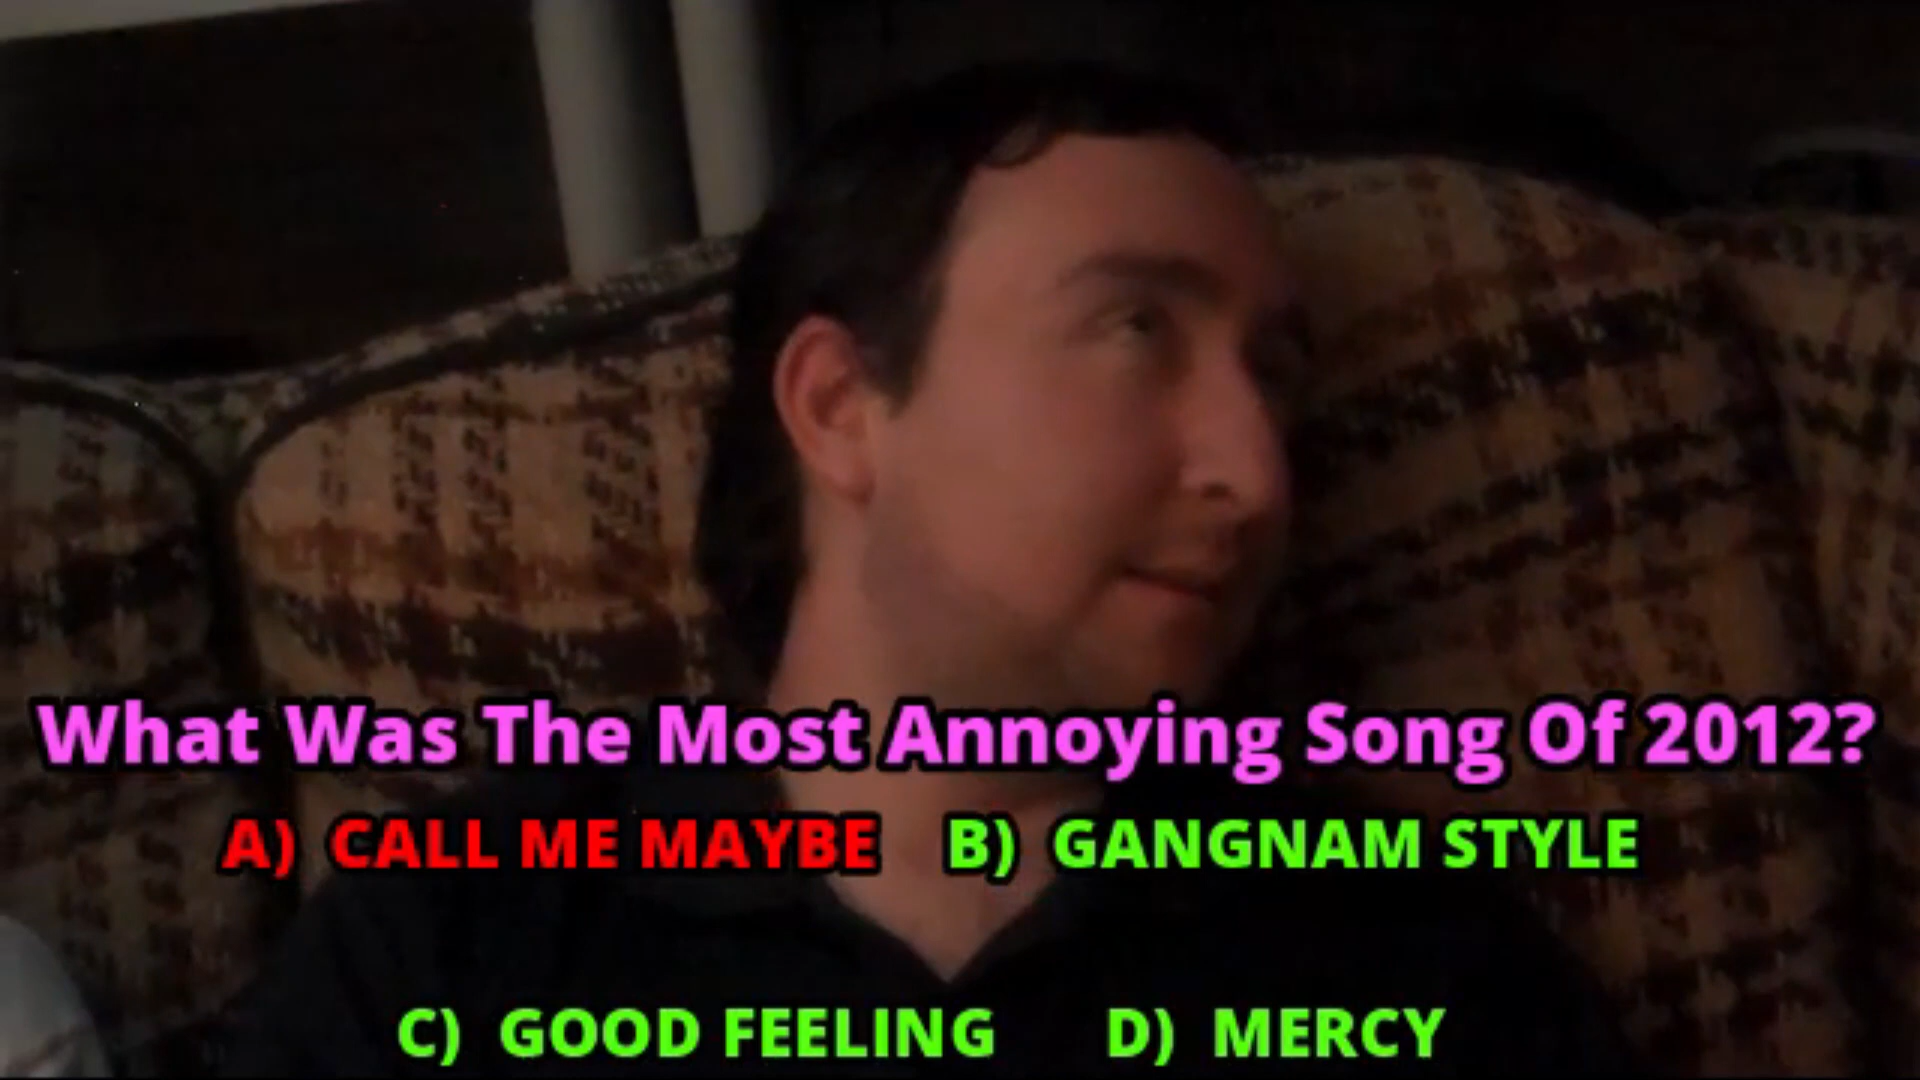 What Was The Most Annoying Song Of 2012?
A) CALL ME MAYBE B) GANGNAM STYLE
C) GOOD FEELING D) MERCY